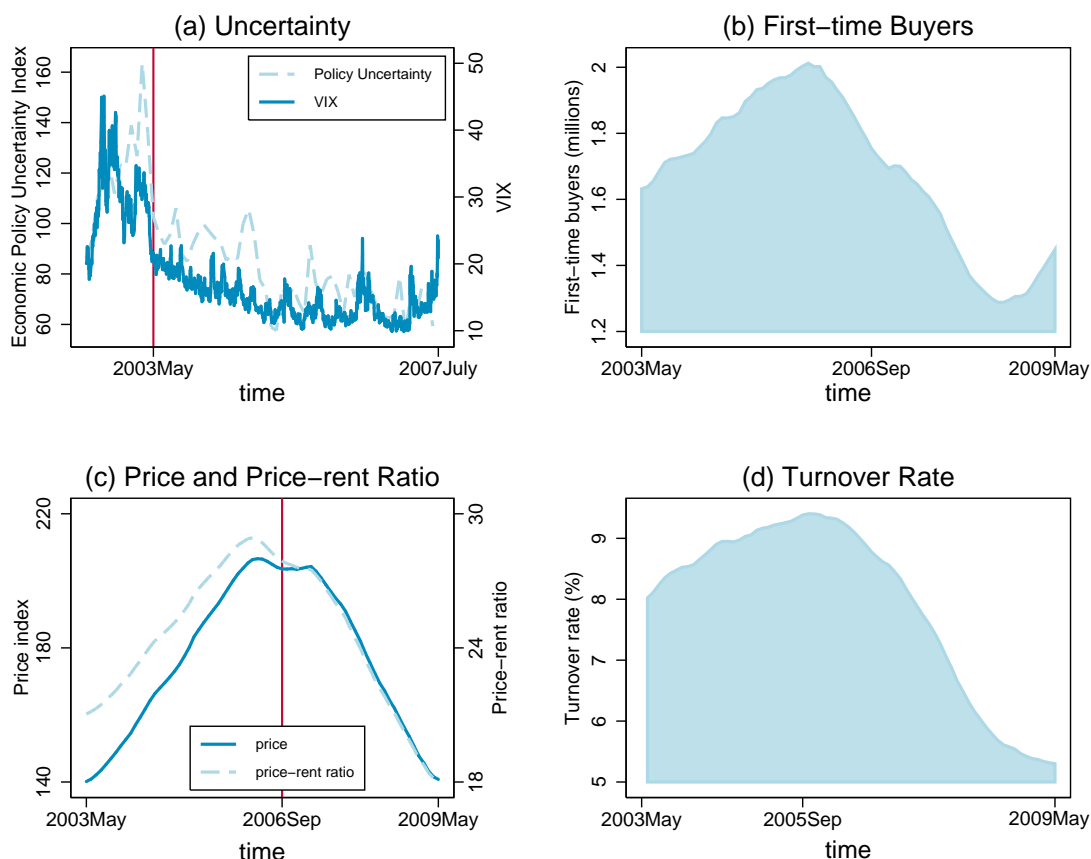 (a) Uncertainty
Economic Policy Uncertainty Index
60 80 100 120 140 160
Policy Uncertainty
VIX
10 20 30 40 50
VIX
2003May 2007July
time
(b) First−time Buyers
First−time buyers (millions)
1.2 1.4 1.6 1.8 2
2003May 2006Sep 2009May
time
(c) Price and Price−rent Ratio
Price index
140 180 220
price
price−rent ratio
18 24 30
Price−rent ratio
2003May 2006Sep 2009May
time
(d) Turnover Rate
Turnover rate (%)
5 6 7 8 9
2003May 2005Sep 2009May
time